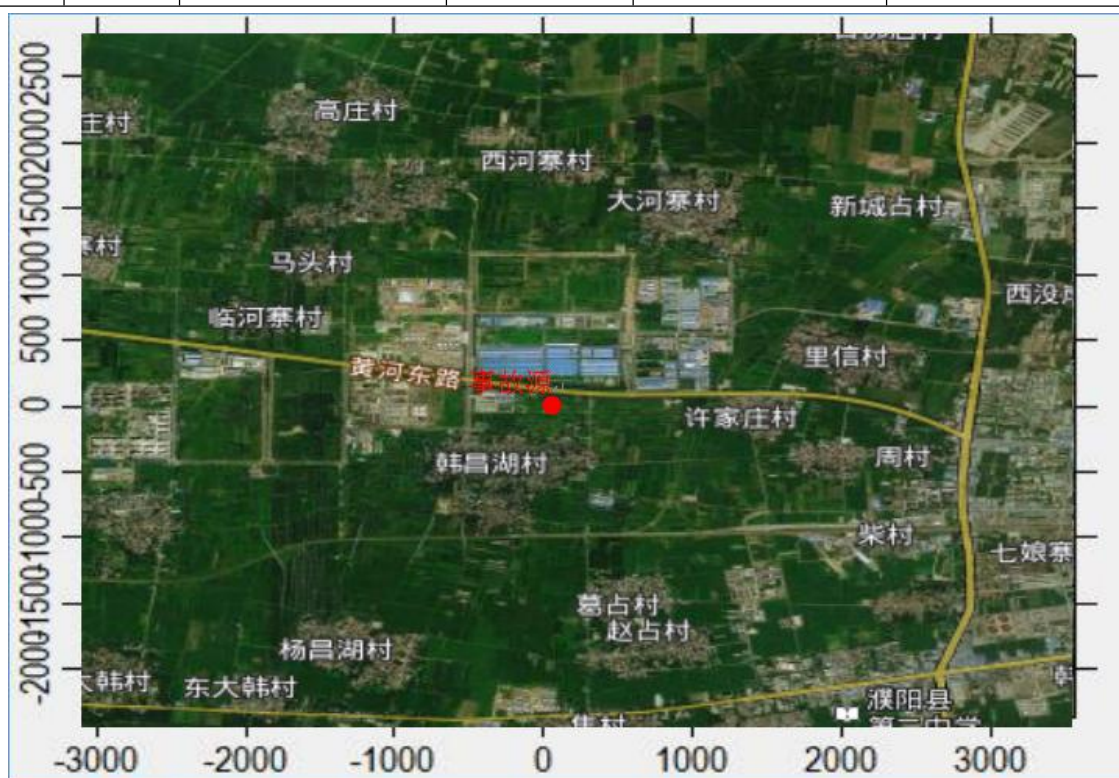 高庄村
庄村
西河寨村
大河寨村
新城占村
寨村
马头村
西没
临河寨村
里信村
黄河东路
事故源
许家庄村
韩昌湖村
周村
柴村
七娘寨
葛占村
赵占村
杨昌湖村
大韩村
东大韩村
濮阳县
2500
2000
1500
1000
500
0
-500
-1000
-1500
-2000
-3000
-2000
-1000
0
1000
2000
3000